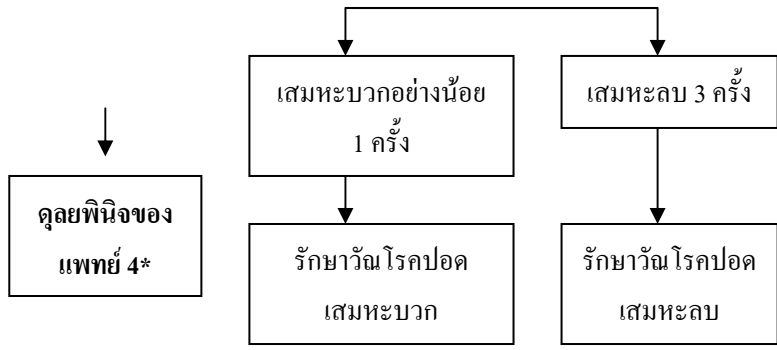 เสมหะบวกอย่างน้อย
1 ครั้ง
เสมหะลบ 3 ครั้ง
ดุลยพินิจของ
แพทย์ 4*
รักษาวัณโรคปอด
เสมหะบวก
รักษาวัณโรคปอด
เสมหะลบ